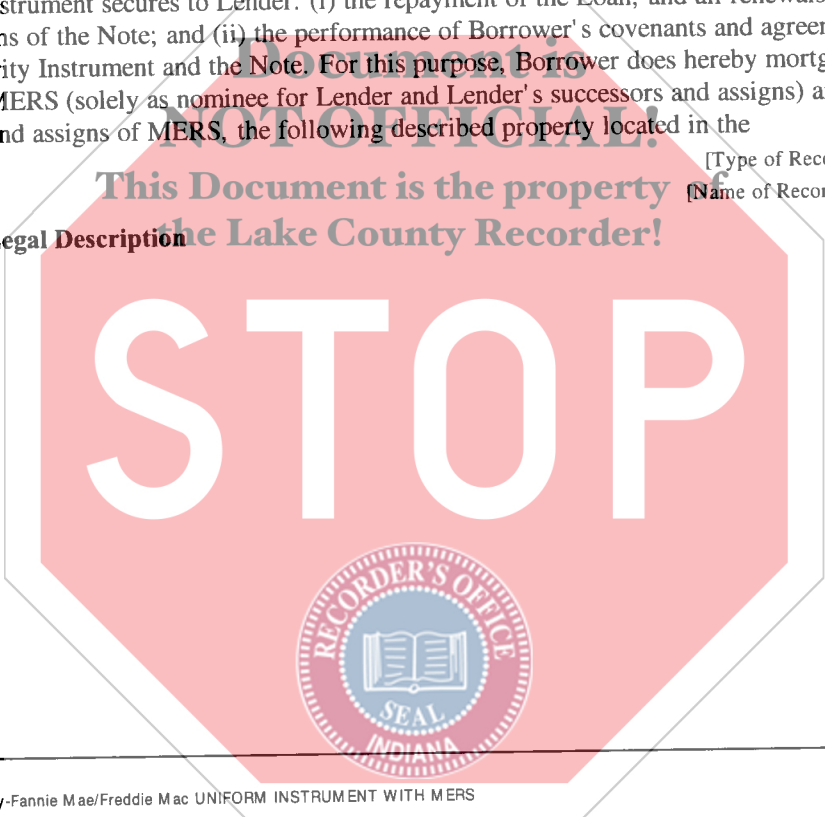 strument secures to Lender: (i) the repayment of the Loan, and all renewals
ns of the Note; and (ii) the performance of Borrower's covenants and agreem
rity Instrument and the Note. For this purpose, Borrower does hereby mortg
MERS (solely as nominee for Lender and Lender's successors and assigns) a
nd assigns of MERS, the following described property located in the
[Type of Reco
[Name of Recor
Legal Description
Document is
NOT OFFICIAL!
This Document is the property of
the Lake County Recorder!
STOP
RECORDER'S OFFICE
SEAL
INDIANA
y-Fannie Mae/Freddie Mac UNIFORM INSTRUMENT WITH MERS